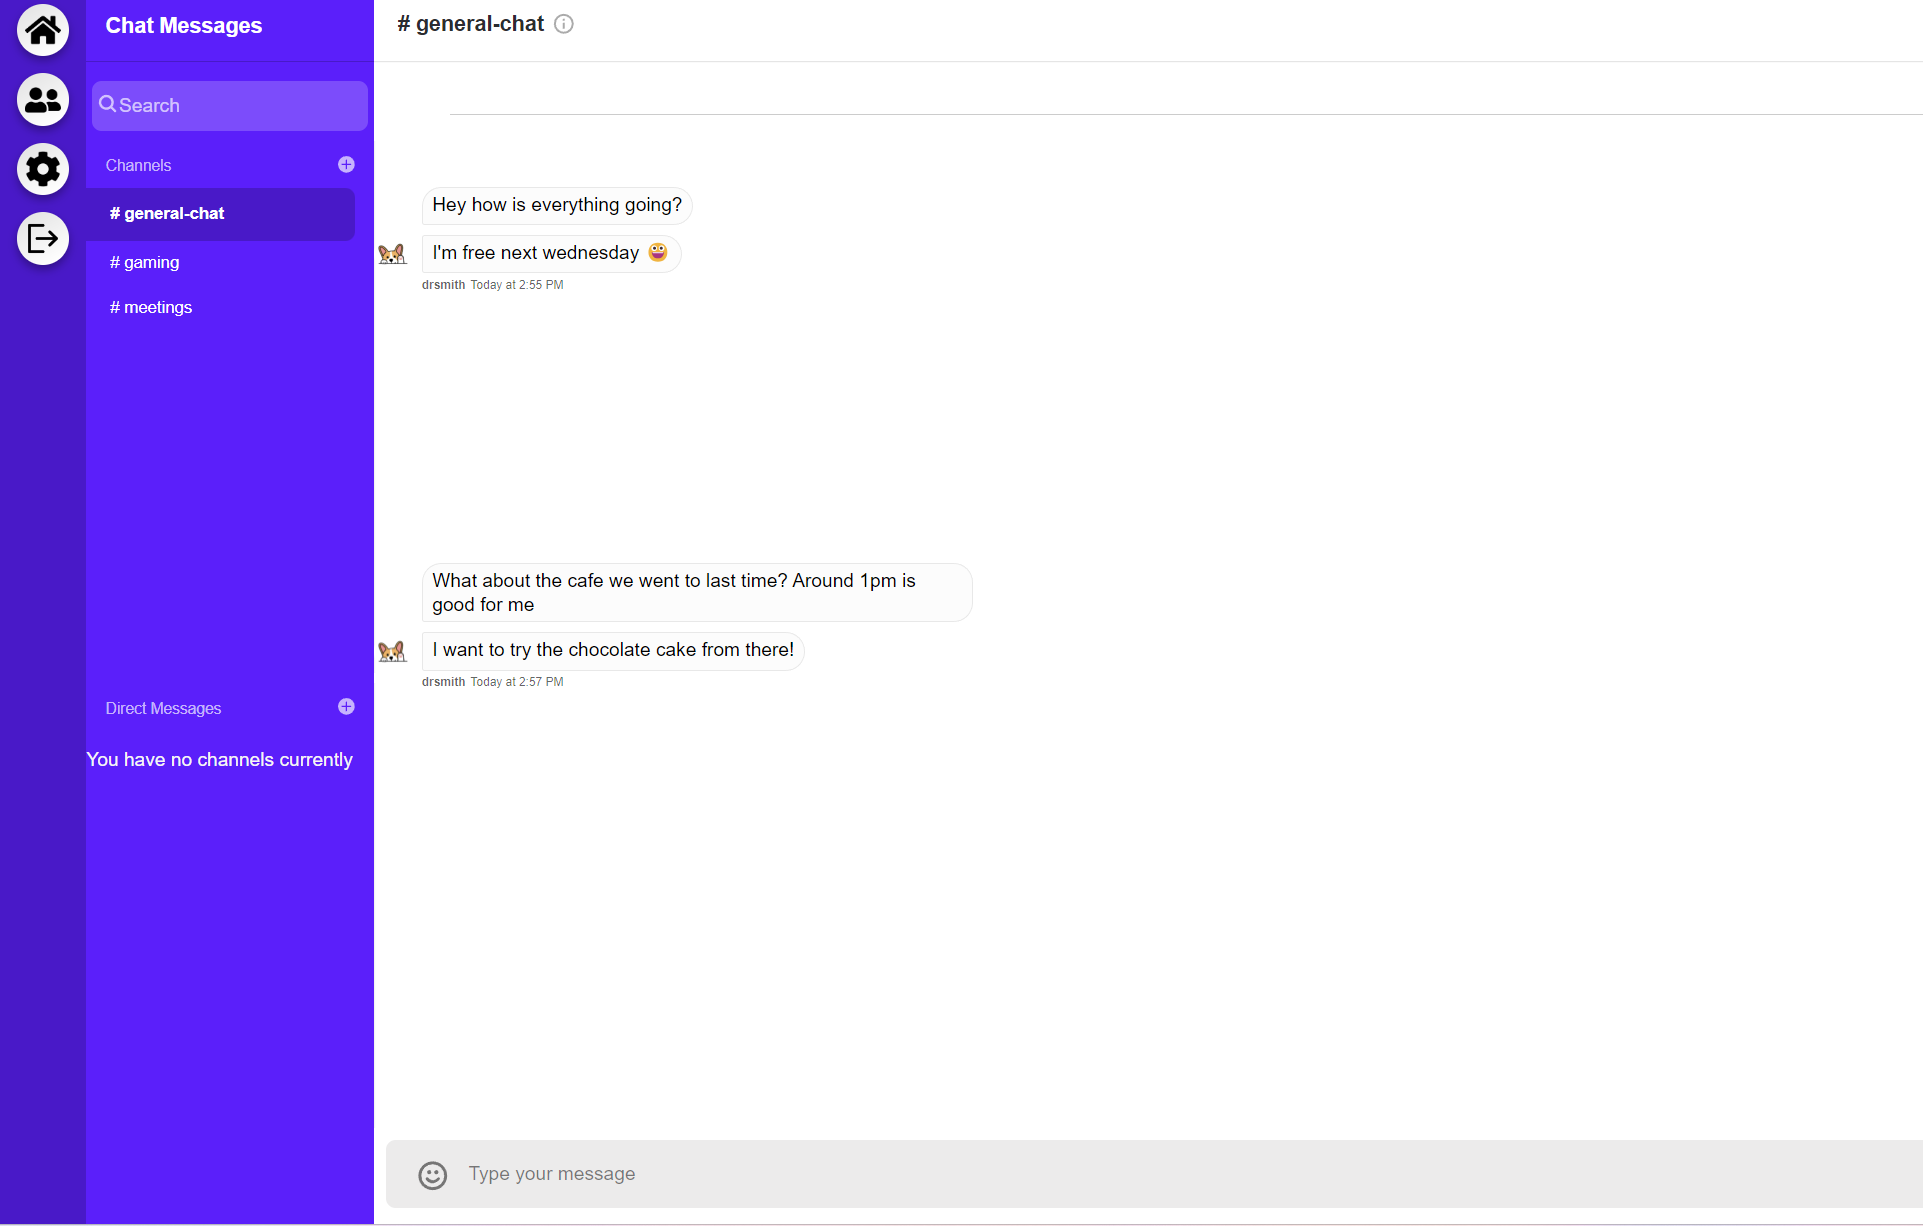 Chat Messages
Search
Channels
# general-chat
# gaming
# meetings
Direct Messages
You have no channels currently
# general-chat
Hey how is everything going?
I'm free next wednesday 😀
drsmith Today at 2:55 PM
What about the cafe we went to last time? Around 1pm is
good for me
I want to try the chocolate cake from there!
drsmith Today at 2:57 PM
Type your message